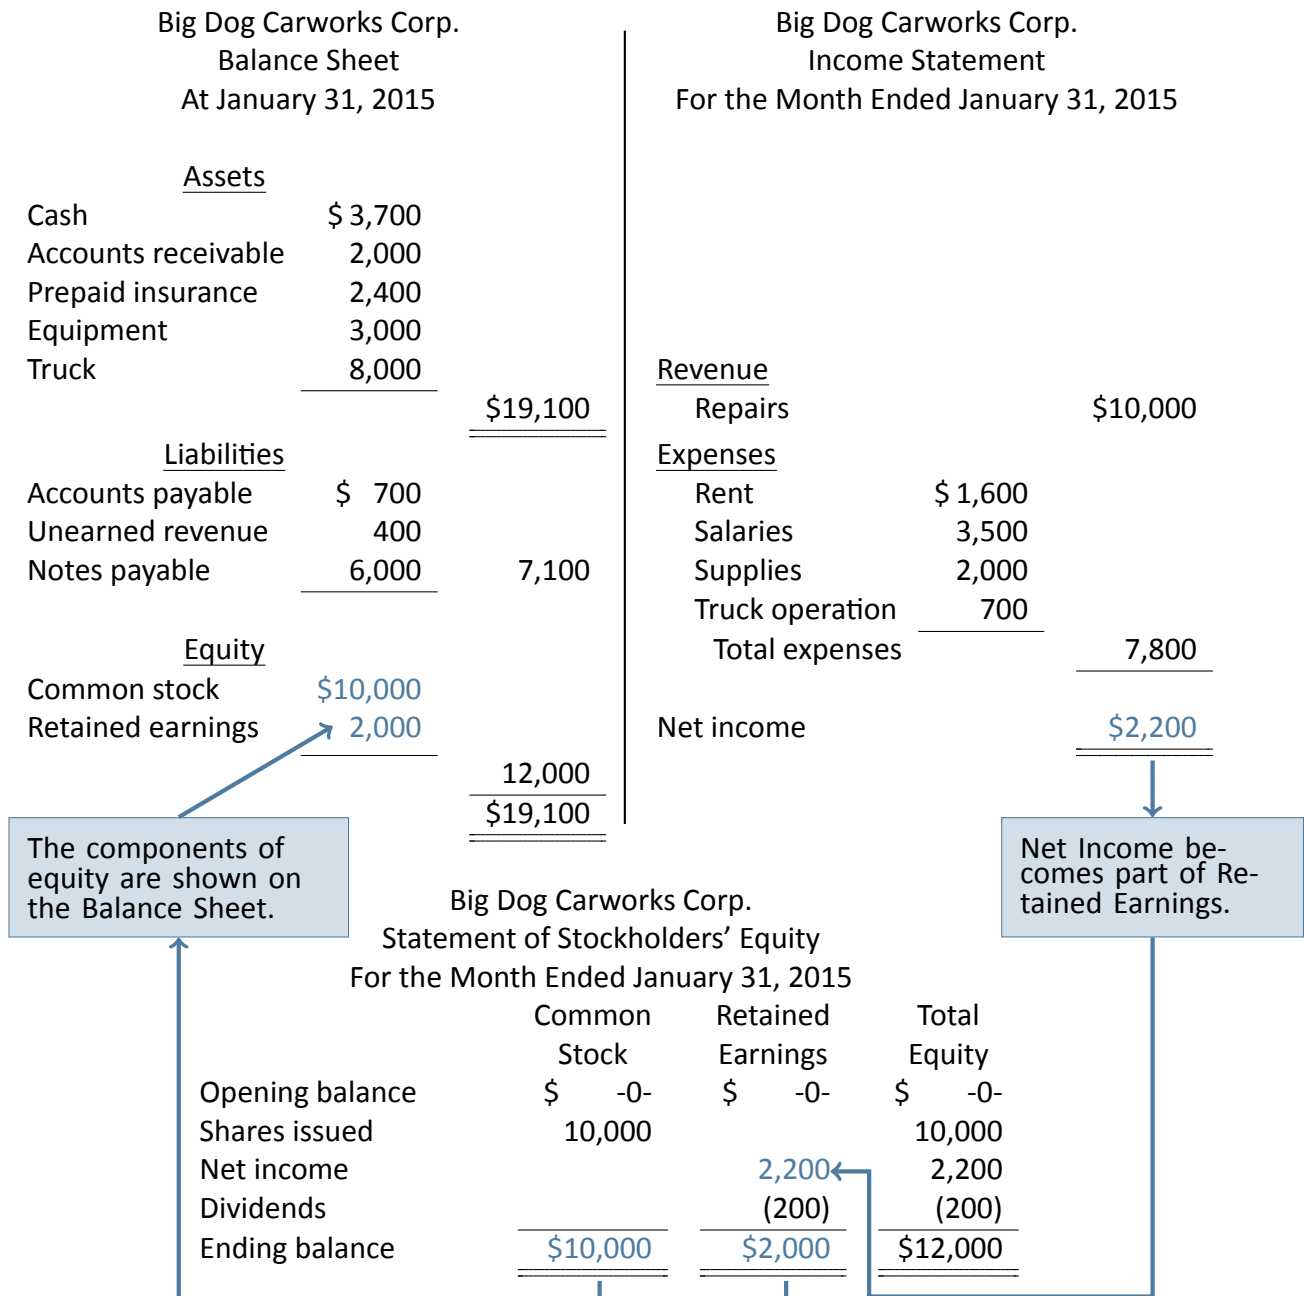 Big Dog Carworks Corp.
Balance Sheet
At January 31, 2015
Assets
Cash $ 3,700
Accounts receivable 2,000
Prepaid insurance 2,400
Equipment 3,000
Truck 8,000
$19,100
Liabilities
Accounts payable $ 700
Unearned revenue 400
Notes payable 6,000 7,100
Equity
Common stock $10,000
Retained earnings 2,000
12,000
$19,100
The components of
equity are shown on
the Balance Sheet.
Big Dog Carworks Corp.
Income Statement
For the Month Ended January 31, 2015
Revenue
Repairs $10,000
Expenses
Rent $ 1,600
Salaries 3,500
Supplies 2,000
Truck operation 700
Total expenses 7,800
Net income $2,200
Net Income be-
comes part of Re-
tained Earnings.
Big Dog Carworks Corp.
Statement of Stockholders’ Equity
For the Month Ended January 31, 2015
Common Retained Total
Stock Earnings Equity
Opening balance $ -0- $ -0- $ -0-
Shares issued 10,000 10,000
Net income 2,200 2,200
Dividends (200) (200)
Ending balance $10,000 $2,000 $12,000